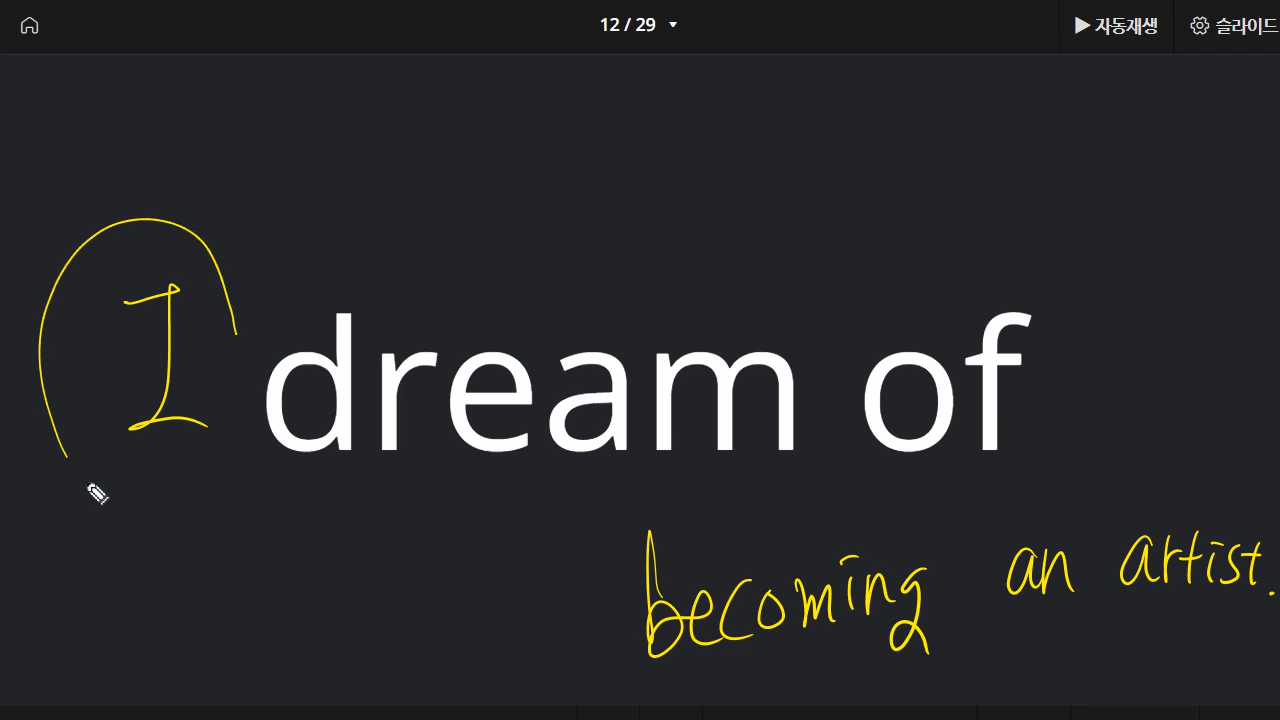 12 / 29
▶ 자동재생
슬라이드
I dream of
becoming an artist.